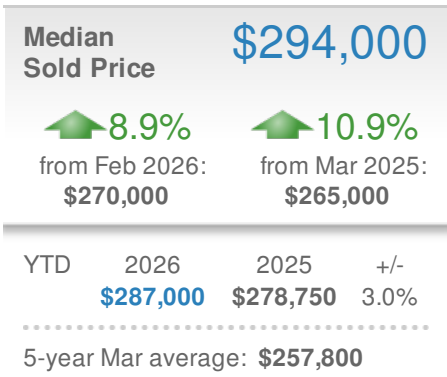 Median
Sold Price
$294,000
8.9%
from Feb 2026:
$270,000
10.9%
from Mar 2025:
$265,000
YTD 2026 2025 +/-
$287,000 $278,750 3.0%
5-year Mar average: $257,800